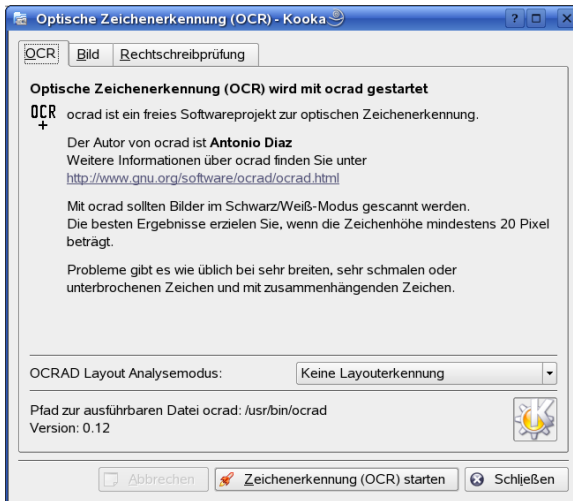 Optische Zeichenerkennung (OCR) - Kooka
OCR Bild Rechtschreibprüfung
Optische Zeichenerkennung (OCR) wird mit ocrad gestartet
OCR
+
ocrad ist ein freies Softwareprojekt zur optischen Zeichenerkennung.
Der Autor von ocrad ist Antonio Diaz
Weitere Informationen über ocrad finden Sie unter
http://www.gnu.org/software/ocrad/ocrad.html
Mit ocrad sollten Bilder im Schwarz/Weiß-Modus gescannt werden.
Die besten Ergebnisse erzielen Sie, wenn die Zeichenhöhe mindestens 20 Pixel
beträgt.
Probleme gibt es wie üblich bei sehr breiten, sehr schmalen oder
unterbrochenen Zeichen und mit zusammenhängenden Zeichen.
OCRAD Layout Analysemodus: Keine Layouterkennung
Pfad zur ausführbaren Datei ocrad: /usr/bin/ocrad
Version: 0.12
Abbrechen Zeichenerkennung (OCR) starten Schließen